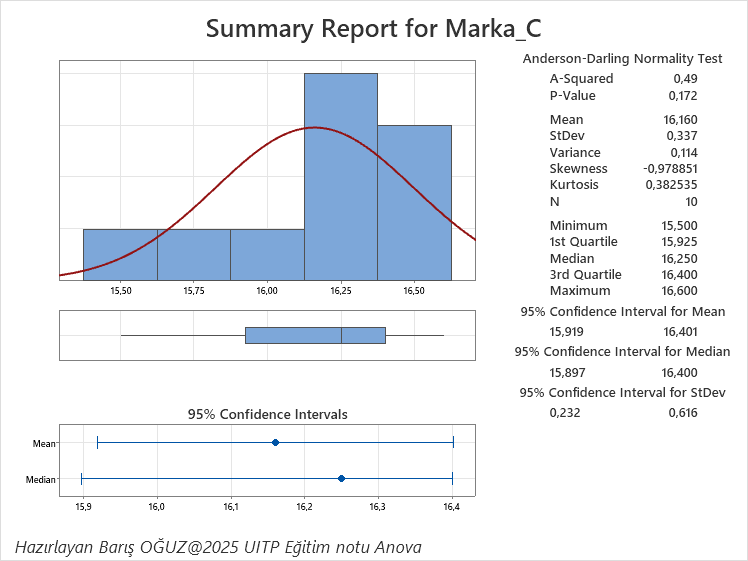 Summary Report for Marka_C
Anderson-Darling Normality Test
A-Squared 0,49
P-Value 0,172
Mean 16,160
StDev 0,337
Variance 0,114
Skewness -0,978851
Kurtosis 0,382535
N 10
Minimum 15,500
1st Quartile 15,925
Median 16,250
3rd Quartile 16,400
Maximum 16,600
95% Confidence Interval for Mean
15,919 16,401
95% Confidence Interval for Median
15,897 16,400
95% Confidence Interval for StDev
0,232 0,616
15,50 15,75 16,00 16,25 16,50
95% Confidence Intervals
Mean
Median
15,9 16,0 16,1 16,2 16,3 16,4
Hazırlayan Barış OĞUZ@2025 UITP Eğitim notu Anova